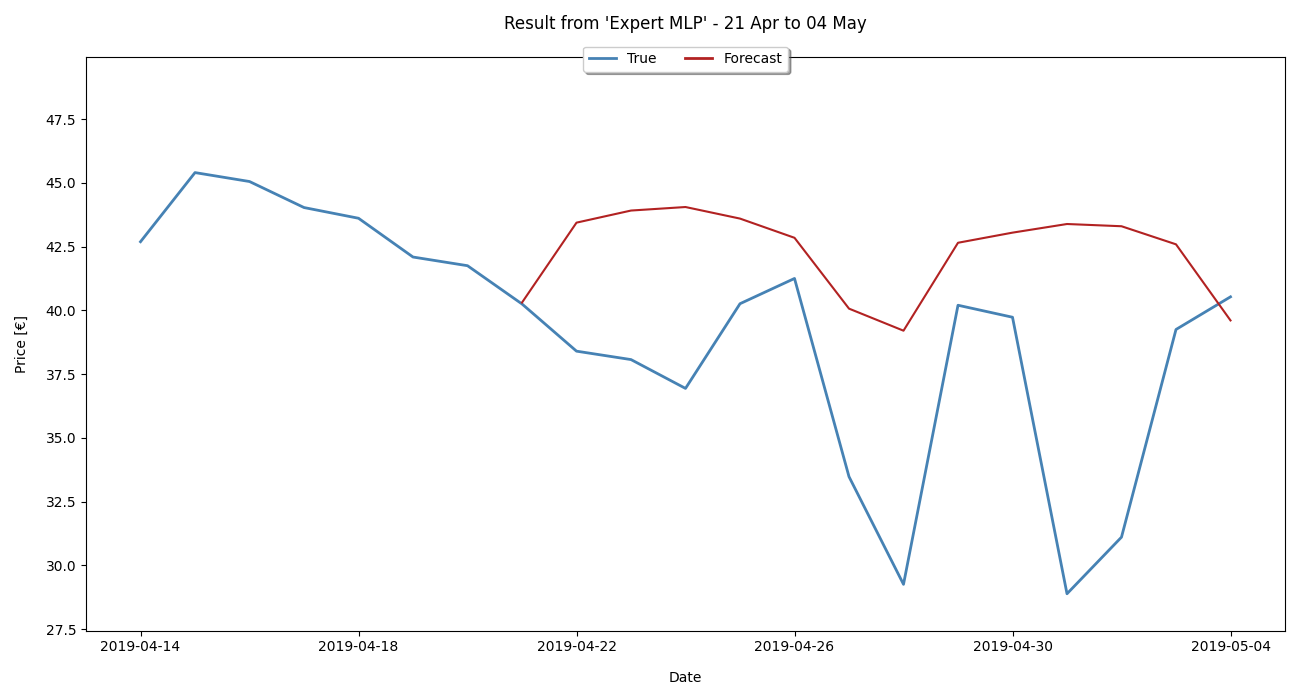 Result from 'Expert MLP' - 21 Apr to 04 May
True Forecast
47.5
45.0
42.5
40.0
37.5
35.0
32.5
30.0
27.5
Price [€]
2019-04-14 2019-04-18 2019-04-22 2019-04-26 2019-04-30 2019-05-04
Date